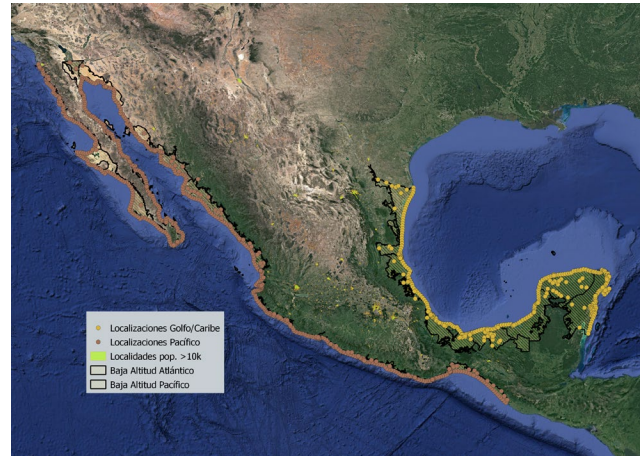 Localizaciones Golfo/Caribe
Localizaciones Pacífico
Localidades pop. >10k
Baja Altitud Atlántico
Baja Altitud Pacífico